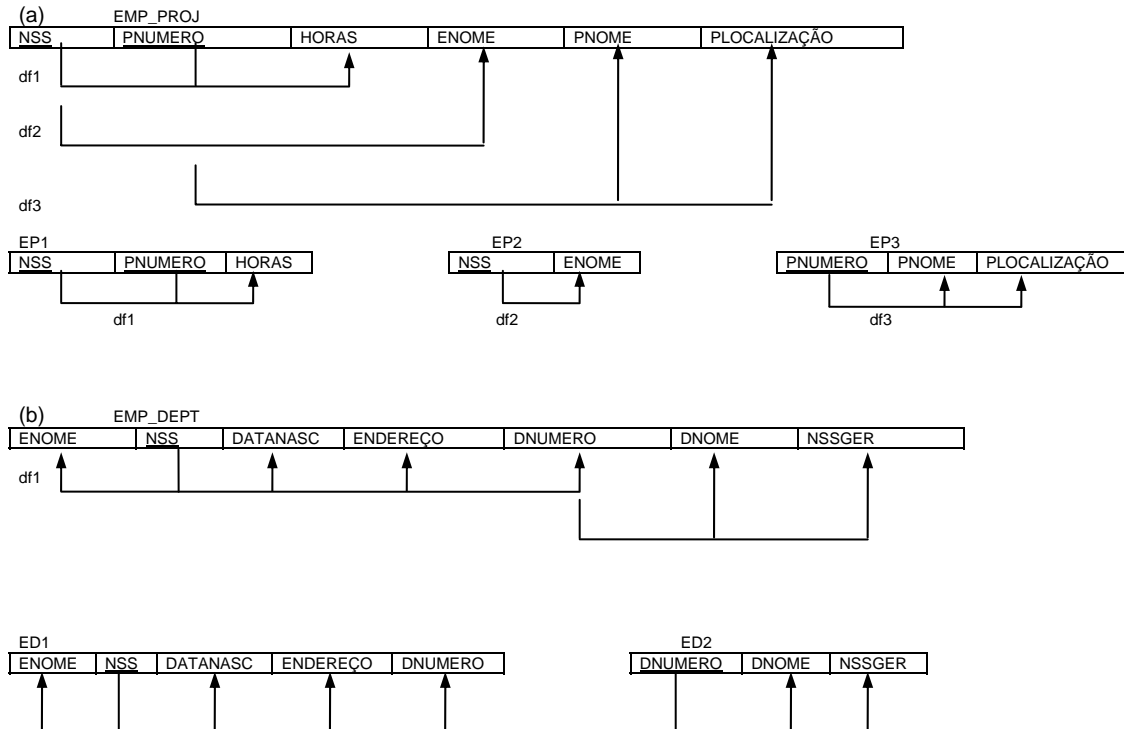 (a) EMP_PROJ
NSS PNUMERO HORAS ENOME PNOME PLOCALIZAÇÃO
df1
df2
df3
EP1 EP2 EP3
NSS PNUMERO HORAS NSS ENOME PNUMERO PNOME PLOCALIZAÇÃO
df1 df2 df3
(b) EMP_DEPT
ENOME NSS DATANASC ENDEREÇO DNUMERO DNOME NSSGER
df1
ED1 ED2
ENOME NSS DATANASC ENDEREÇO DNUMERO DNUMERO DNOME NSSGER